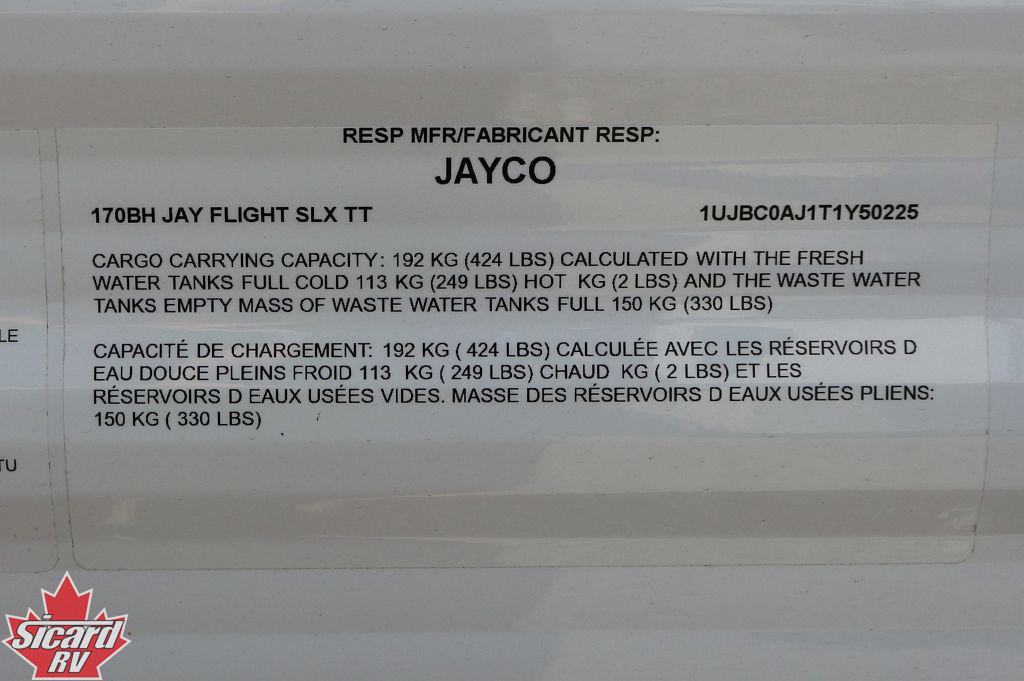 RESP MFR/FABRICANT RESP:
JAYCO
170BH JAY FLIGHT SLX TT 1UJBC0AJ1T1Y50225
CARGO CARRYING CAPACITY: 192 KG (424 LBS) CALCULATED WITH THE FRESH
WATER TANKS FULL COLD 113 KG (249 LBS) HOT KG (2 LBS) AND THE WASTE WATER
TANKS EMPTY MASS OF WASTE WATER TANKS FULL 150 KG (330 LBS)
CAPACITÉ DE CHARGEMENT: 192 KG ( 424 LBS) CALCULÉE AVEC LES RÉSERVOIRS D
EAU DOUCE PLEINS FROID 113 KG ( 249 LBS) CHAUD KG ( 2 LBS) ET LES
RÉSERVOIRS D EAUX USÉES VIDES. MASSE DES RÉSERVOIRS D EAUX USÉES PLIENS:
150 KG ( 330 LBS)
LE
TU
Sicard
RV